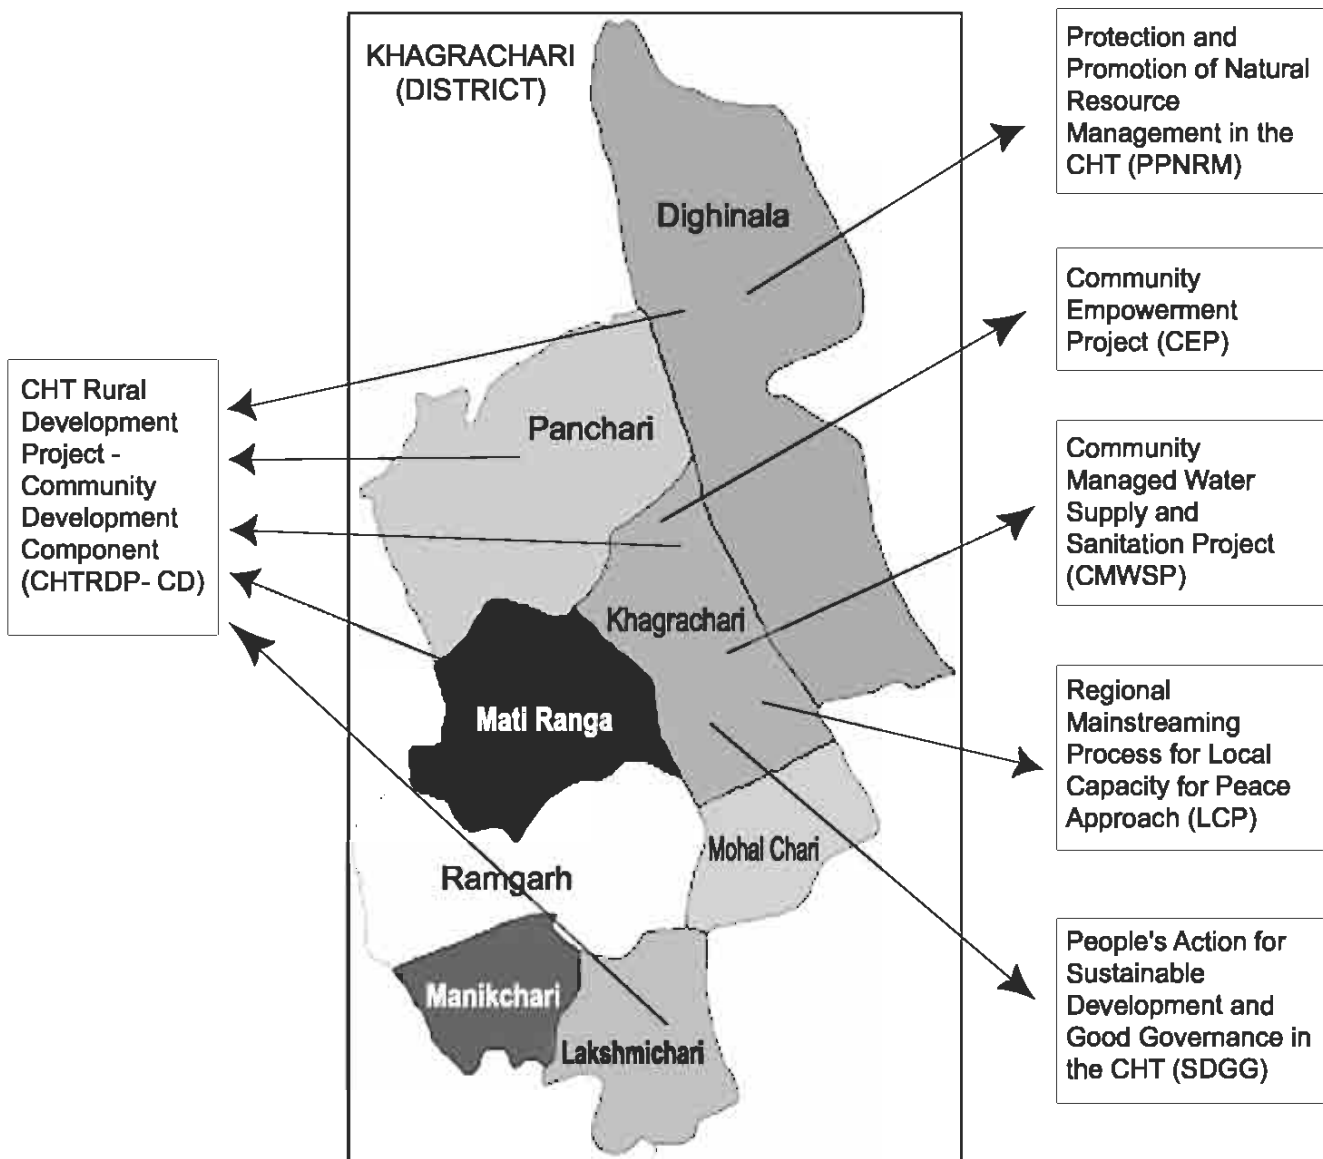 KHAGRACHARI
(DISTRICT)
Protection and
Promotion of Natural
Resource
Management in the
CHT (PPNRM)
Dighinala
Community
Empowerment
Project (CEP)
CHT Rural
Development
Project -
Community
Development
Component
(CHTRDP- CD)
Panchari
Community
Managed Water
Supply and
Sanitation Project
(CMWSP)
Khagrachari
Mati Ranga
Regional
Mainstreaming
Process for Local
Capacity for Peace
Approach (LCP)
Mohal Chari
Ramgarh
People's Action for
Sustainable
Development and
Good Governance in
the CHT (SDGG)
Manikchari
Lakshmichari